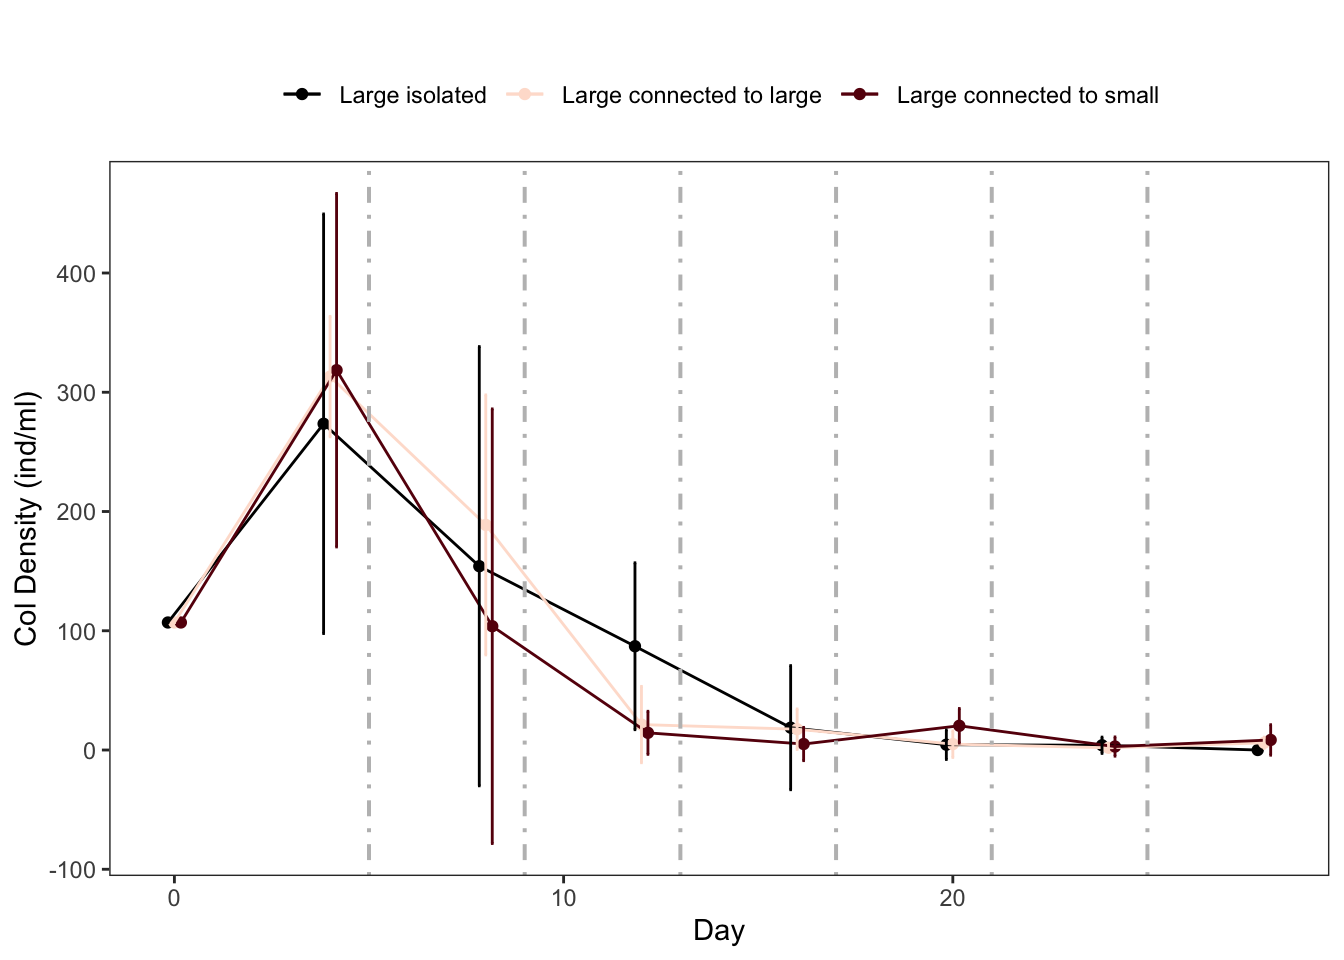 Large isolated Large connected to large Large connected to small
Col Density (ind/ml)
400
300
200
100
0
-100
0 10 20
Day